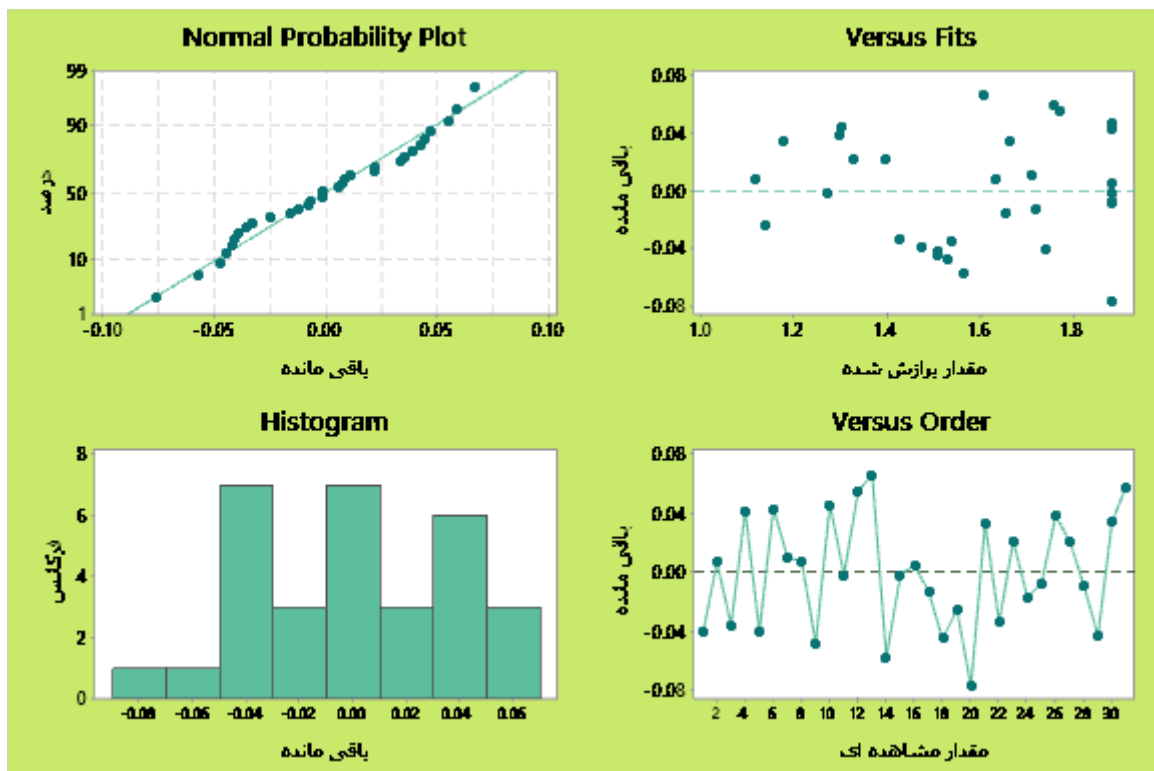 Normal Probability Plot
99
90
50
10
1
درصد
-0.10 -0.05 0.00 0.05 0.10
باقی مانده
Versus Fits
0.08
0.04
0.00
-0.04
-0.08
باقی مانده
1.0 1.2 1.4 1.6 1.8
مقدار برازش شده
Histogram
8
6
4
2
0
فرکانسی
-0.08 -0.06 -0.04 -0.02 0.00 0.02 0.04 0.06
باقی مانده
Versus Order
0.08
0.04
0.00
-0.04
-0.08
باقی مانده
2 4 6 8 10 12 14 16 18 20 22 24 26 28 30
مقدار مشاهده ای